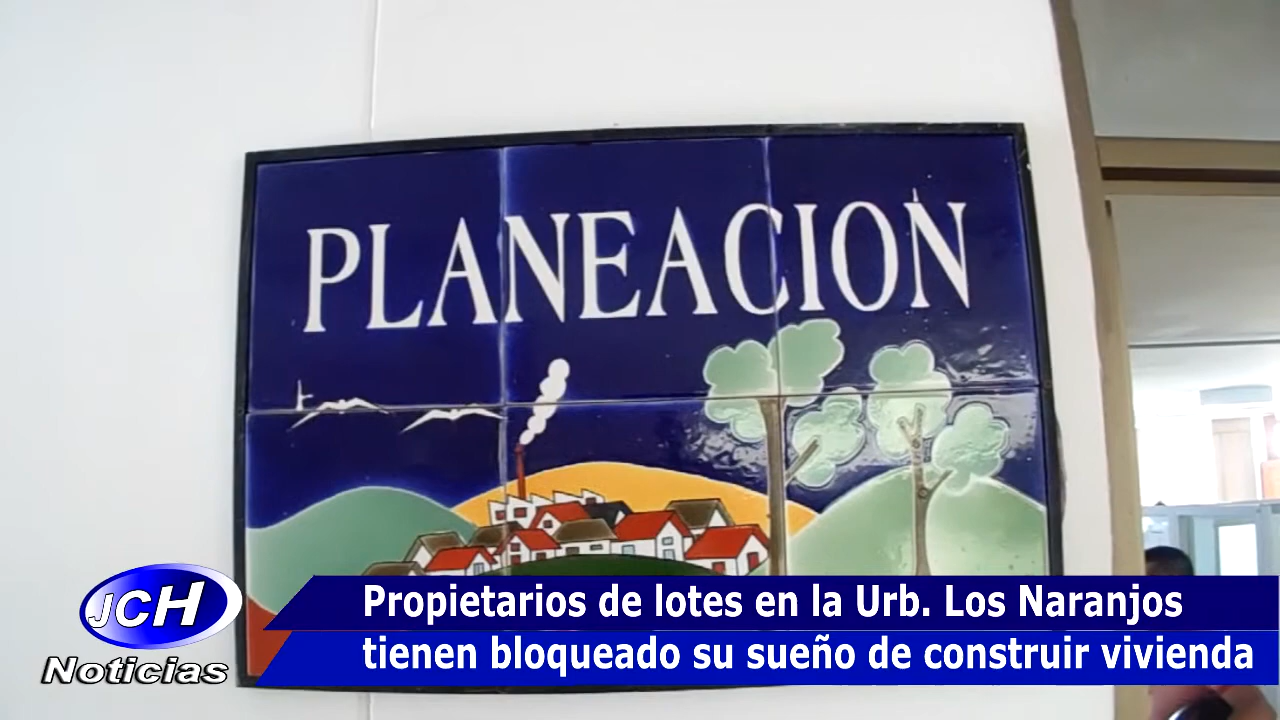 PLANEACION
JCH
Noticias
Propietarios de lotes en la Urb. Los Naranjos
tienen bloqueado su sueño de construir vivienda